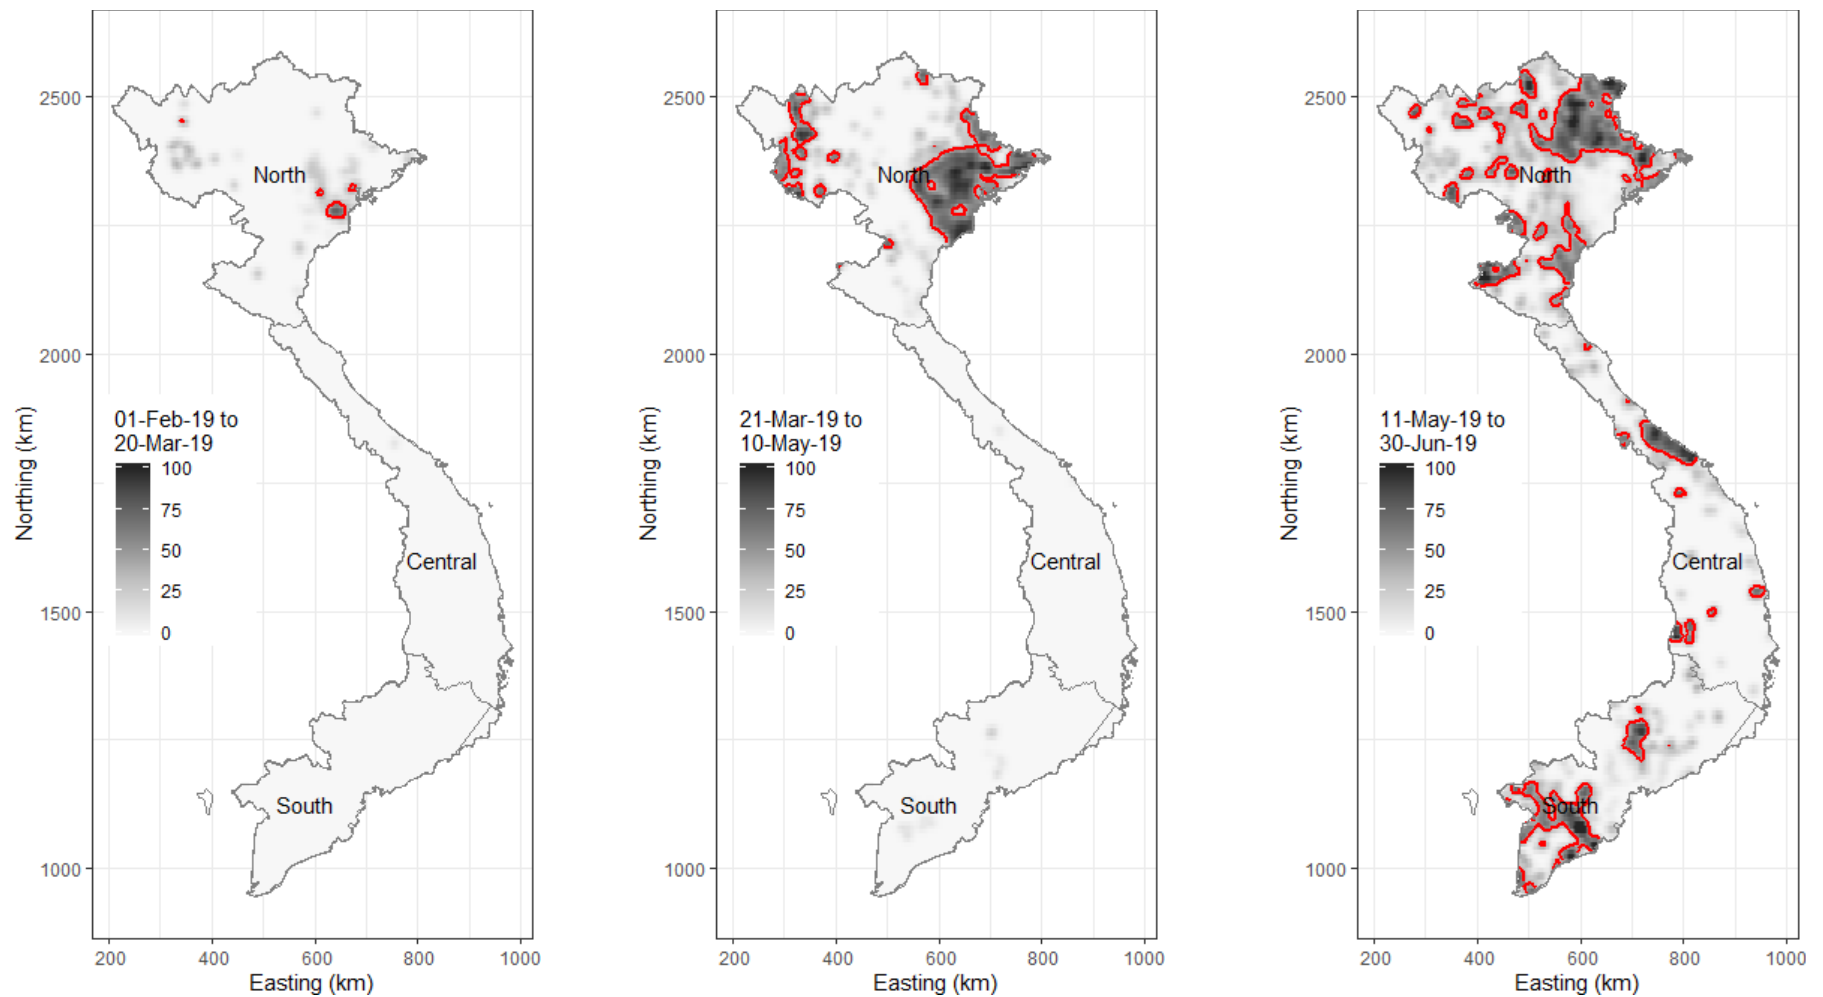 2500
2000
1500
1000
Northing (km)
01-Feb-19 to
20-Mar-19
100
75
50
25
0
North
Central
South
200
400
600
800
1000
Easting (km)
2500
2000
1500
1000
Northing (km)
21-Mar-19 to
10-May-19
100
75
50
25
0
North
Central
South
200
400
600
800
1000
Easting (km)
2500
2000
1500
1000
Northing (km)
11-May-19 to
30-Jun-19
100
75
50
25
0
North
Central
South
200
400
600
800
1000
Easting (km)